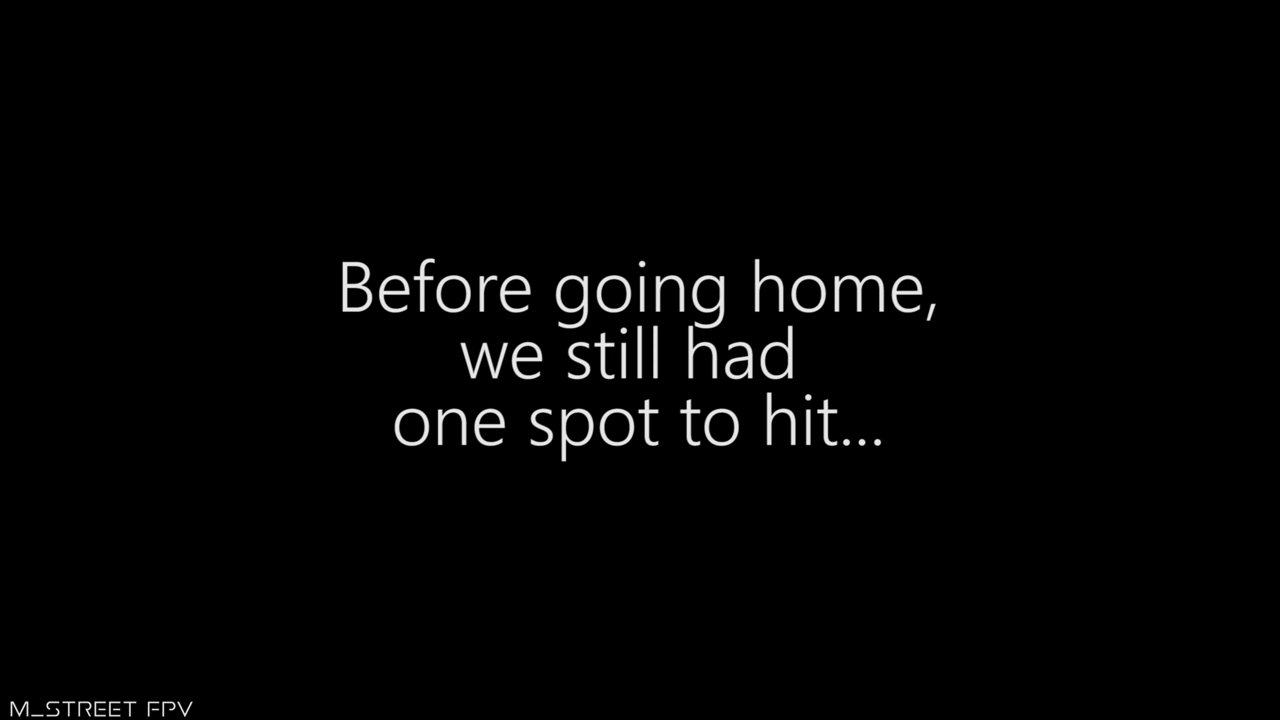 Before going home,
we still had
one spot to hit...
M_STREET FPV